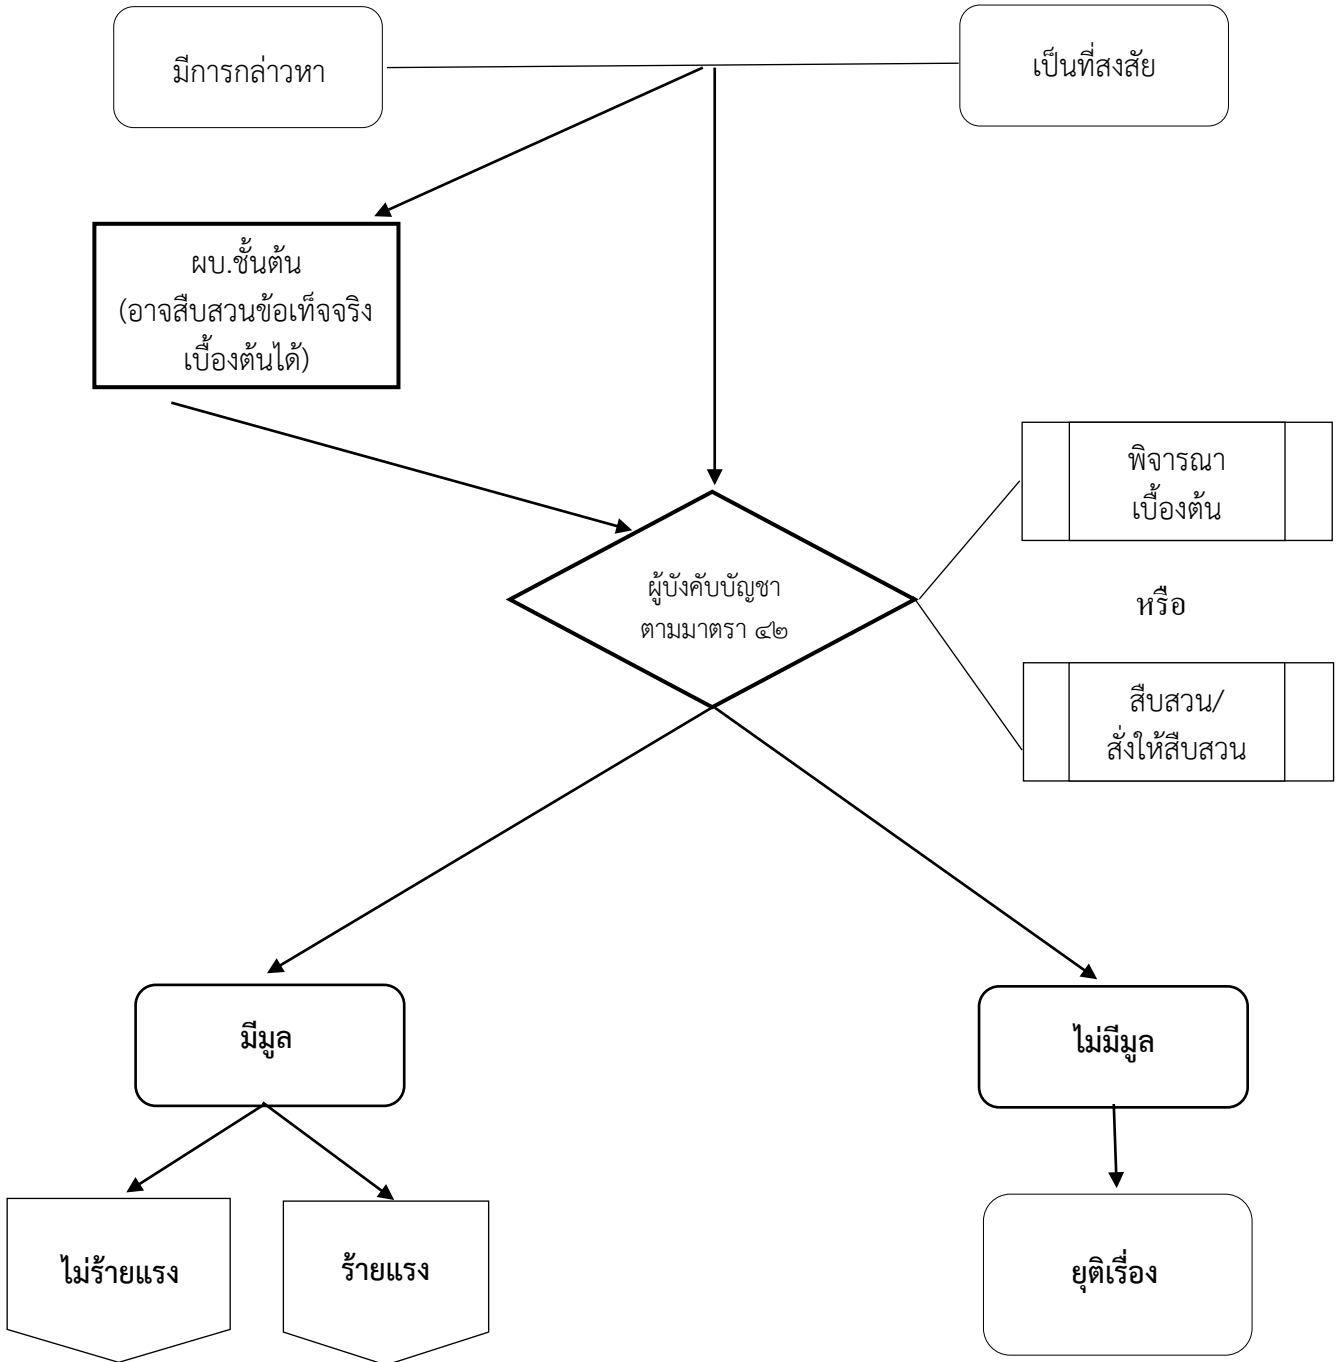 มีการกล่าวหา
เป็นที่สงสัย
ผบ.ชั้นต้น
(อาจสืบสวนข้อเท็จจริง
เบื้องต้นได้)
พิจารณา
เบื้องต้น
ผู้บังคับบัญชา
ตามมาตรา ๔๒
หรือ
สืบสวน/
สั่งให้สืบสวน
มีมูล
ไม่มีมูล
ไม่ร้ายแรง
ร้ายแรง
ยุติเรื่อง